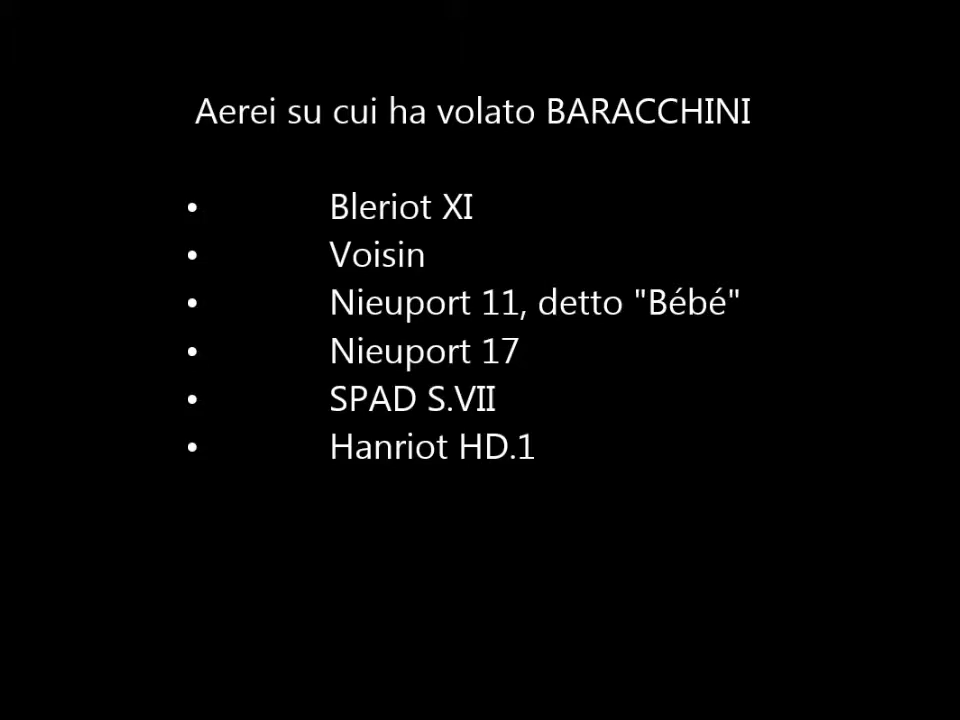 Aerei su cui ha volato BARACCHINI
• Bleriot XI
• Voisin
• Nieuport 11, detto "Bébé"
• Nieuport 17
• SPAD S.VII
• Hanriot HD.1